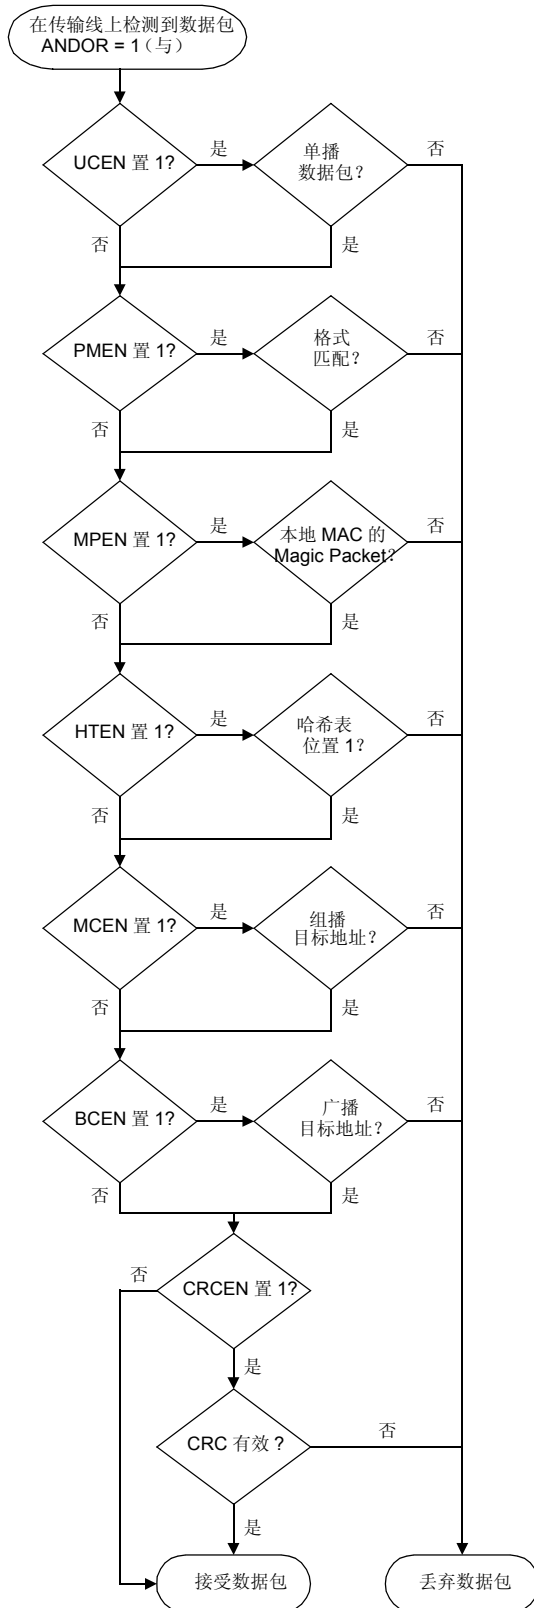 在传输线上检测到数据包
ANDOR = 1（与）
UCEN 置 1?
是
单播
数据包？
否
否
是
PMEN 置 1?
是
格式
匹配？
否
否
是
MPEN 置 1?
是
本地 MAC 的
Magic Packet?
否
否
是
HTEN 置 1?
是
哈希表
位置 1？
否
否
是
MCEN 置 1?
是
组播
目标地址？
否
否
是
BCEN 置 1?
是
广播
目标地址？
否
否
是
否
CRCEN 置 1?
是
CRC 有效？
否
是
接受数据包
丢弃数据包